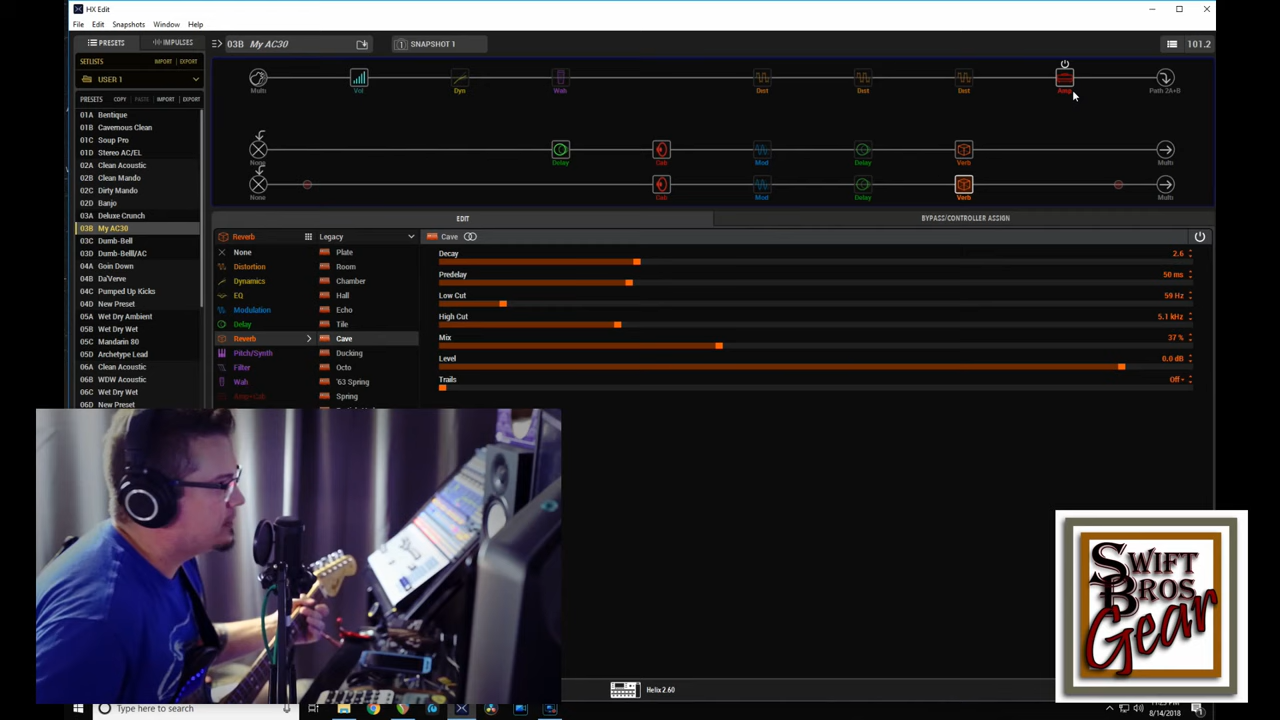 HX Edit
File Edit Snapshots Window Help
PRESETS IMPULSES
03B My AC30
1 SNAPSHOT 1
101.2
SETLISTS IMPORT EXPORT
USER 1
PRESETS COPY PASTE IMPORT EXPORT
01A Bentique
01B Cavernous Clean
01C Soup Pro
01D Stereo AC/EL
02A Clean Acoustic
02B Clean Mando
02C Dirty Mando
02D Banjo
03A Deluxe Crunch
03B My AC30
03C Dumb-Bell
03D Dumb-Belll/AC
04A Goin Down
04B Da'Verve
04C Pumped Up Kicks
04D New Preset
05A Wet Dry Ambient
05B Wet Dry Wet
05C Mandarin 80
05D Archetype Lead
06A Clean Acoustic
06B WDW Acoustic
06C Wet Dry Wet
06D New Preset
Multi Vol Dyn Wah Dist Dist Dist Amp Path 2A+B
None Delay Cab Mod Delay Verb Multi
None Cab Mod Delay Verb Multi
EDIT BYPASS/CONTROLLER ASSIGN
Reverb Legacy Cave
None
Distortion
Dynamics
EQ
Modulation
Delay
Reverb
Pitch/Synth
Filter
Wah
Amp+Cab
Plate
Room
Chamber
Hall
Echo
Tile
Cave
Ducking
Octo
'63 Spring
Spring
Decay 2.6
Predelay 50 ms
Low Cut 59 Hz
High Cut 5.1 kHz
Mix 37 %
Level 0.0 dB
Trails Off
Helix 2.60
SWIFT
BROS
Gear
Type here to search
8/14/2018